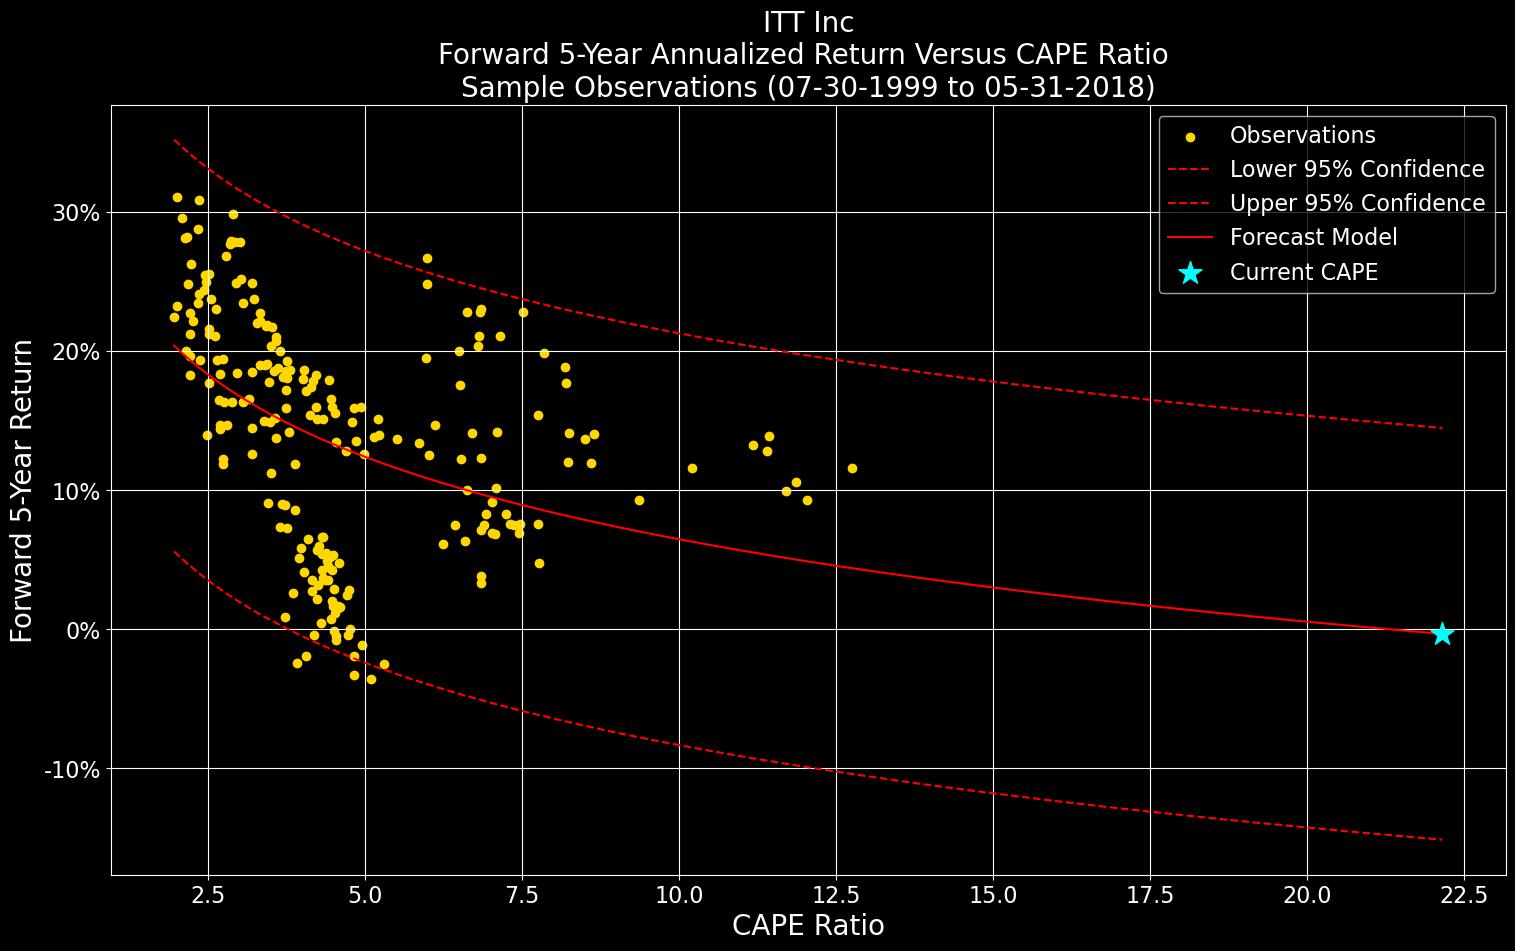 ITT Inc
Forward 5-Year Annualized Return Versus CAPE Ratio
Sample Observations (07-30-1999 to 05-31-2018)
Observations
Lower 95% Confidence
Upper 95% Confidence
Forecast Model
Current CAPE
Forward 5-Year Return
30%
20%
10%
0%
-10%
2.5 5.0 7.5 10.0 12.5 15.0 17.5 20.0 22.5
CAPE Ratio